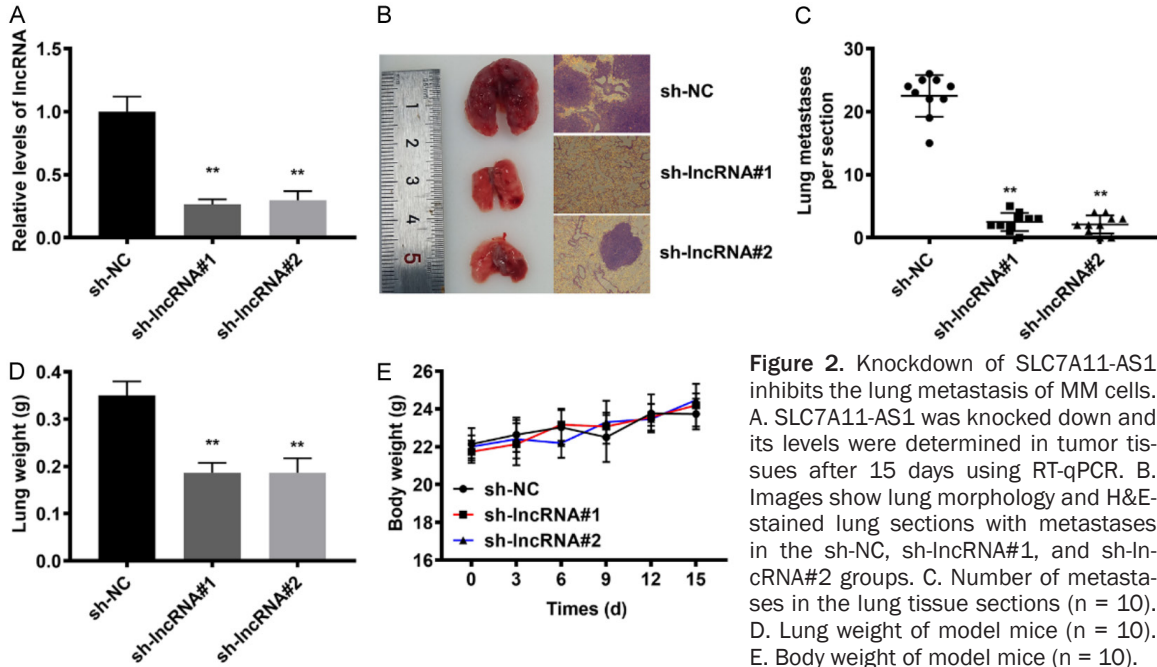 A
Relative levels of lncRNA
1.5
1.0
0.5
0.0
**
**
sh-NC
sh-lncRNA#1
sh-lncRNA#2
B
1
2
3
4
5
sh-NC
sh-lncRNA#1
sh-lncRNA#2
C
Lung metastases
per section
30
20
10
0
**
**
sh-NC
sh-lncRNA#1
sh-lncRNA#2
D
Lung weight (g)
0.4
0.3
0.2
0.1
0.0
**
**
sh-NC
sh-lncRNA#1
sh-lncRNA#2
E
Body weight (g)
26
24
22
20
18
16
sh-NC
sh-lncRNA#1
sh-lncRNA#2
0 3 6 9 12 15
Times (d)
Figure 2. Knockdown of SLC7A11-AS1
inhibits the lung metastasis of MM cells.
A. SLC7A11-AS1 was knocked down and
its levels were determined in tumor tis-
sues after 15 days using RT-qPCR. B.
Images show lung morphology and H&E-
stained lung sections with metastases
in the sh-NC, sh-lncRNA#1, and sh-ln-
cRNA#2 groups. C. Number of metasta-
ses in the lung tissue sections (n = 10).
D. Lung weight of model mice (n = 10).
E. Body weight of model mice (n = 10).